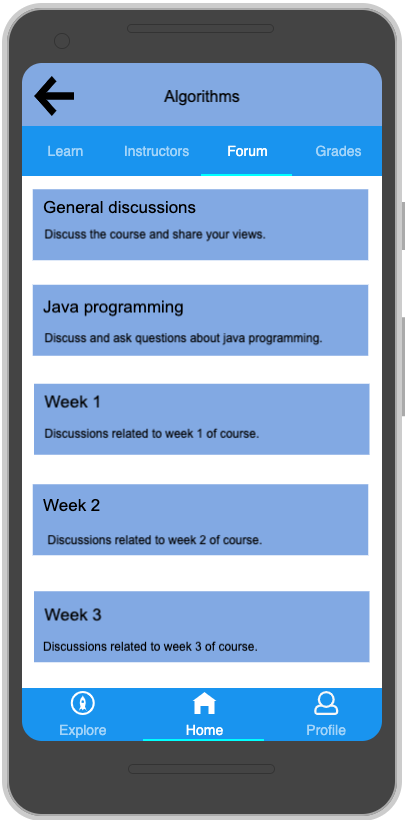 Algorithms
Learn Instructors Forum Grades
General discussions
Discuss the course and share your views.
Java programming
Discuss and ask questions about java programming.
Week 1
Discussions related to week 1 of course.
Week 2
Discussions related to week 2 of course.
Week 3
Discussions related to week 3 of course.
Explore Home Profile